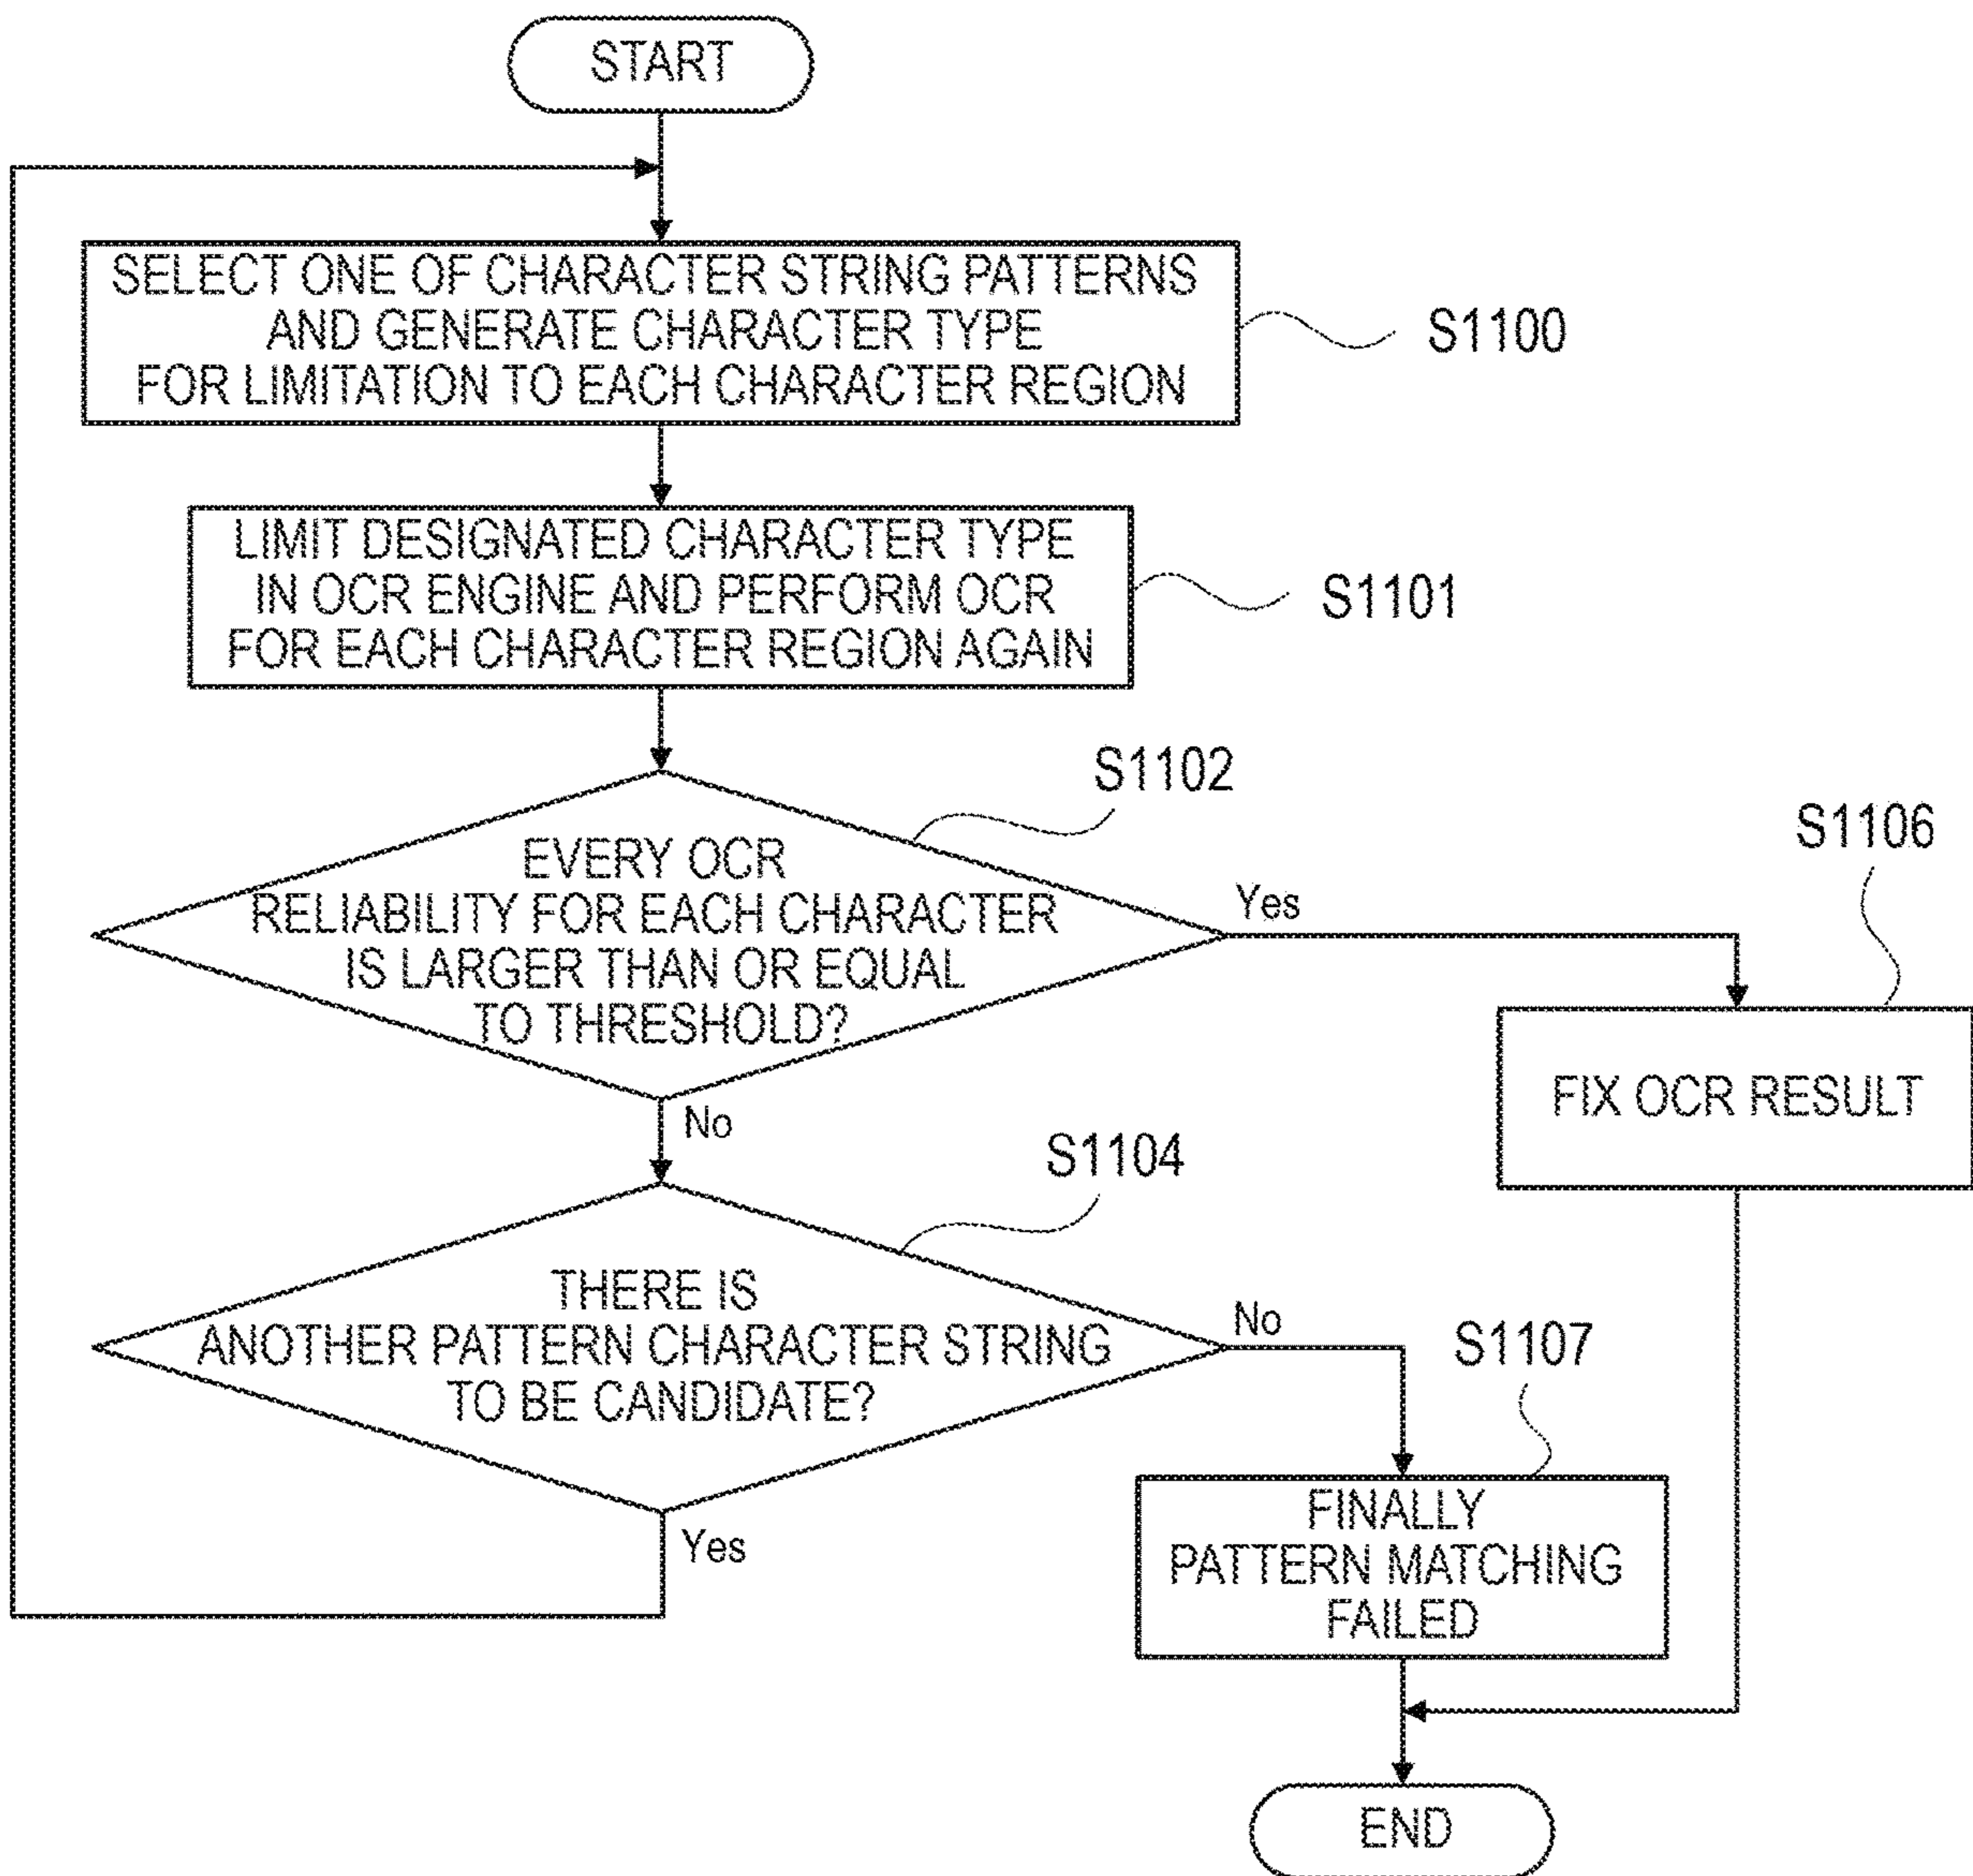 START
SELECT ONE OF CHARACTER STRING PATTERNS
AND GENERATE CHARACTER TYPE
FOR LIMITATION TO EACH CHARACTER REGION
S1100
LIMIT DESIGNATED CHARACTER TYPE
IN OCR ENGINE AND PERFORM OCR
FOR EACH CHARACTER REGION AGAIN
S1101
S1102
EVERY OCR
RELIABILITY FOR EACH CHARACTER
IS LARGER THAN OR EQUAL
TO THRESHOLD?
Yes
No
S1106
FIX OCR RESULT
S1104
THERE IS
ANOTHER PATTERN CHARACTER STRING
TO BE CANDIDATE?
No
Yes
S1107
FINALLY
PATTERN MATCHING
FAILED
END